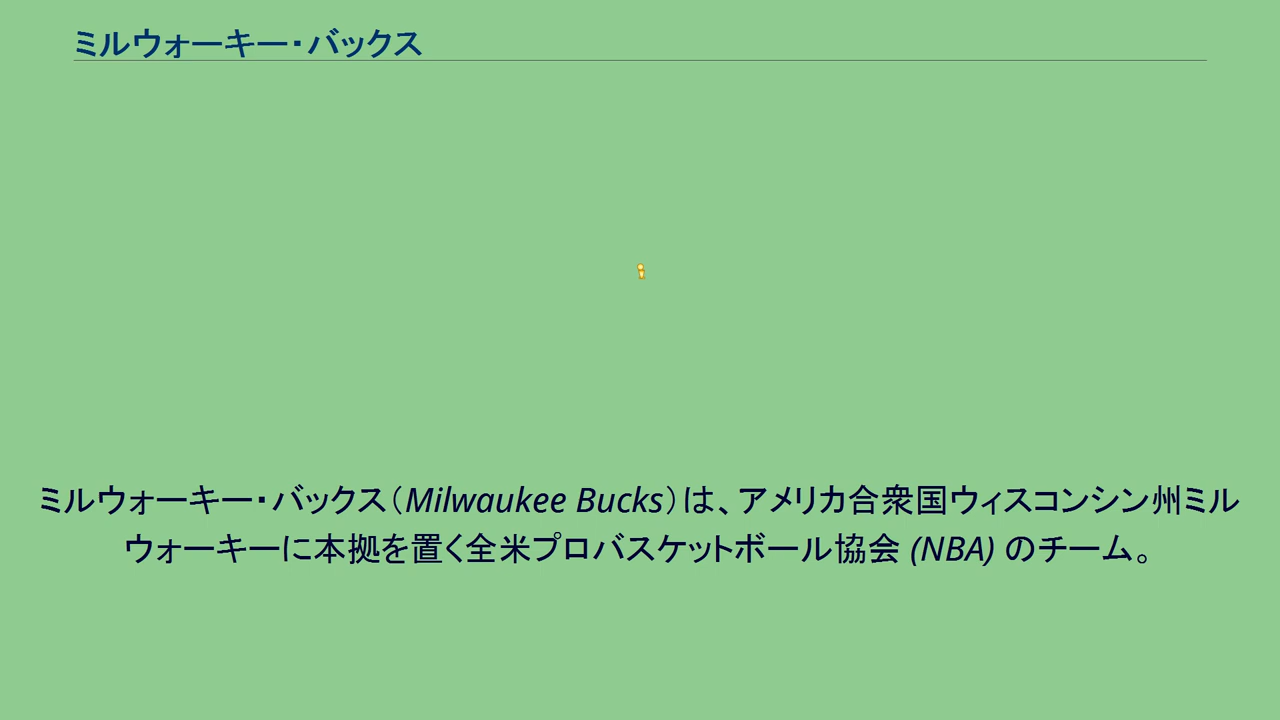 ミルウォーキー・バックス
ミルウォーキー・バックス（Milwaukee Bucks）は、アメリカ合衆国ウィスコンシン州ミル
ウォーキーに本拠を置く全米プロバスケットボール協会 (NBA) のチーム。